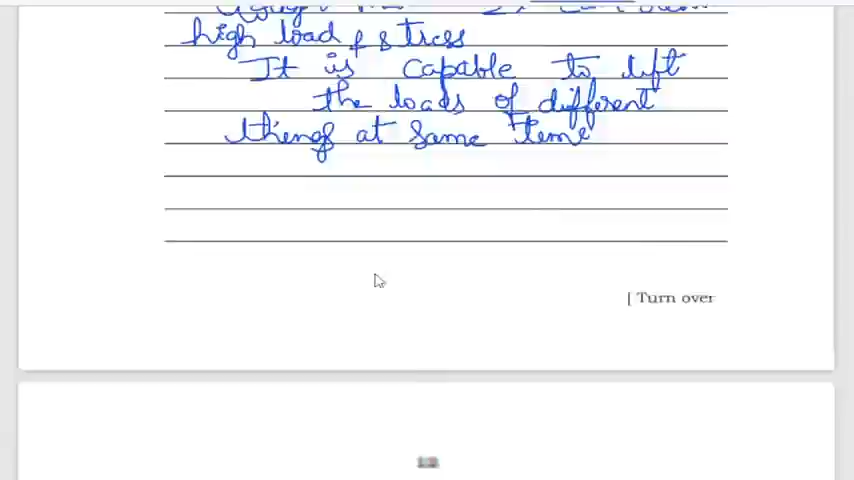 high load & stress
It is capable to lift
the loads of different
things at same time
[ Turn over